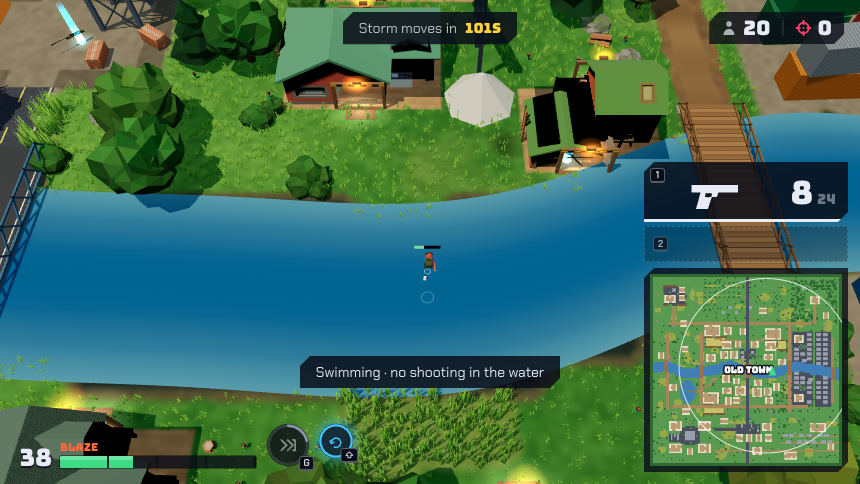 Storm moves in 101S
20 0
1
8 24
2
OLD TOWN
Swimming · no shooting in the water
BLAZE
38
G